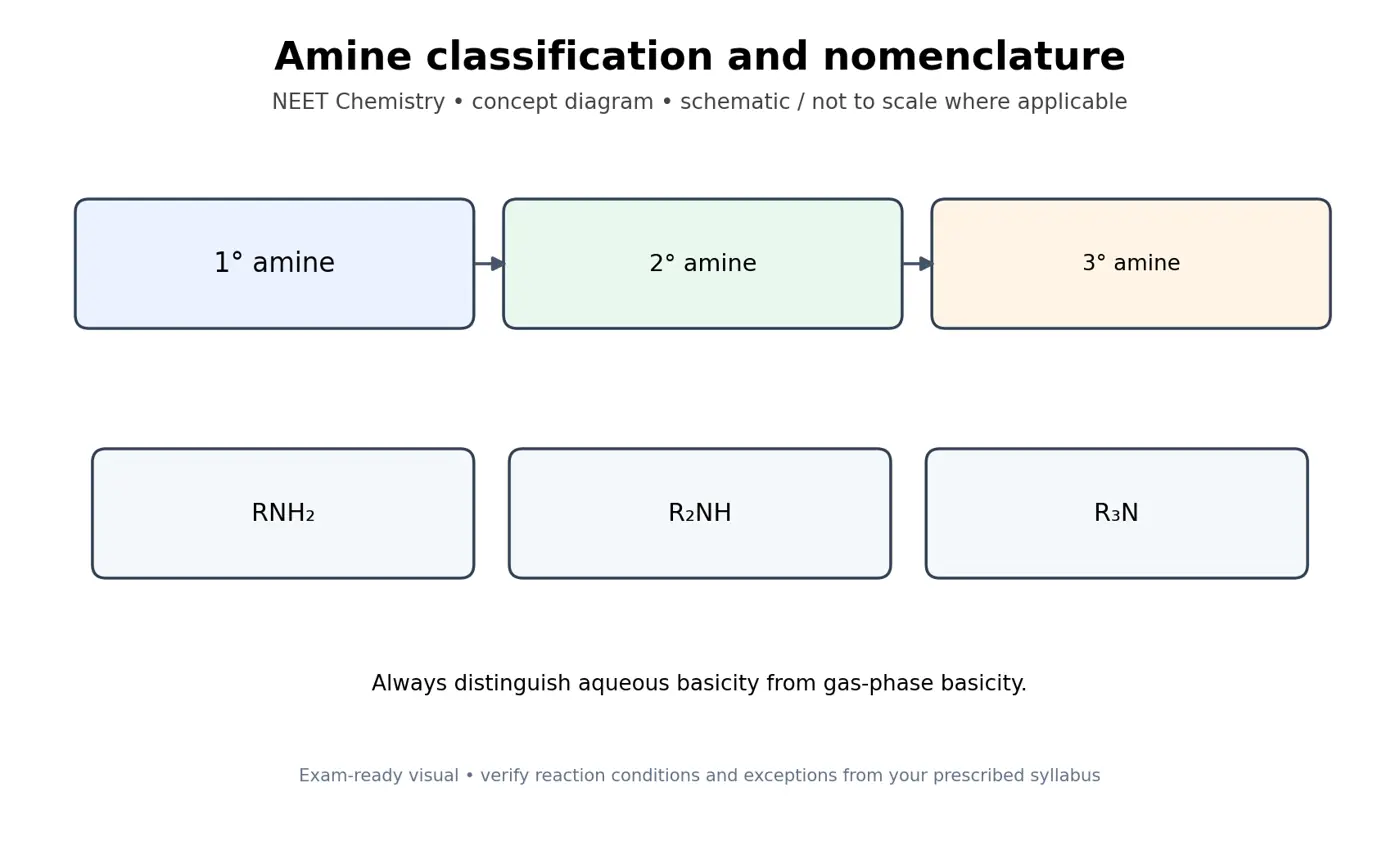 Amine classification and nomenclature
NEET Chemistry • concept diagram • schematic / not to scale where applicable
1° amine
2° amine
3° amine
RNH₂
R₂NH
R₃N
Always distinguish aqueous basicity from gas-phase basicity.
Exam-ready visual • verify reaction conditions and exceptions from your prescribed syllabus